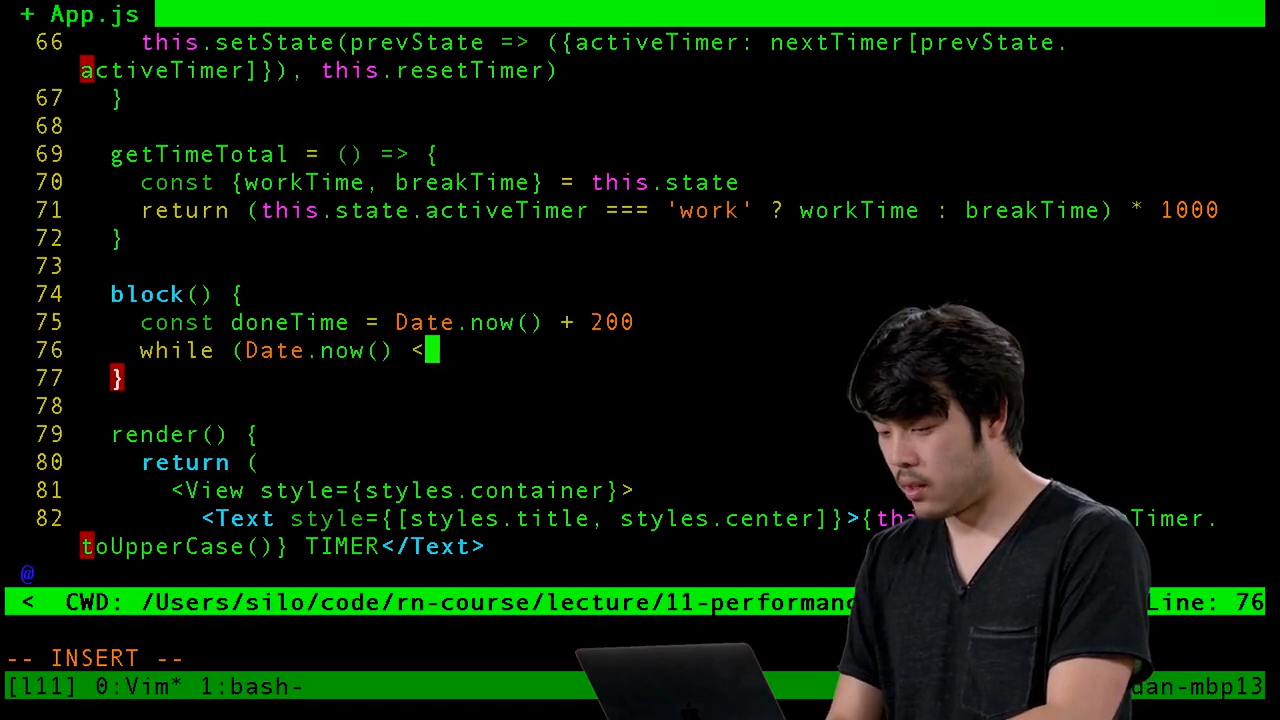 + App.js
66 this.setState(prevState => ({activeTimer: nextTimer[prevState.
activeTimer]}), this.resetTimer)
67 }
68
69 getTimeTotal = () => {
70 const {workTime, breakTime} = this.state
71 return (this.state.activeTimer === 'work' ? workTime : breakTime) * 1000
72 }
73
74 block() {
75 const doneTime = Date.now() + 200
76 while (Date.now() <
77 }
78
79 render() {
80 return (
81 <View style={styles.container}>
82 <Text style={[styles.title, styles.center]}>{th Timer.
toUpperCase()} TIMER</Text>
@
< CWD: /Users/silo/code/rn-course/lecture/11-performan Line: 76
-- INSERT --
[l11] 0:Vim* 1:bash- dan-mbp13